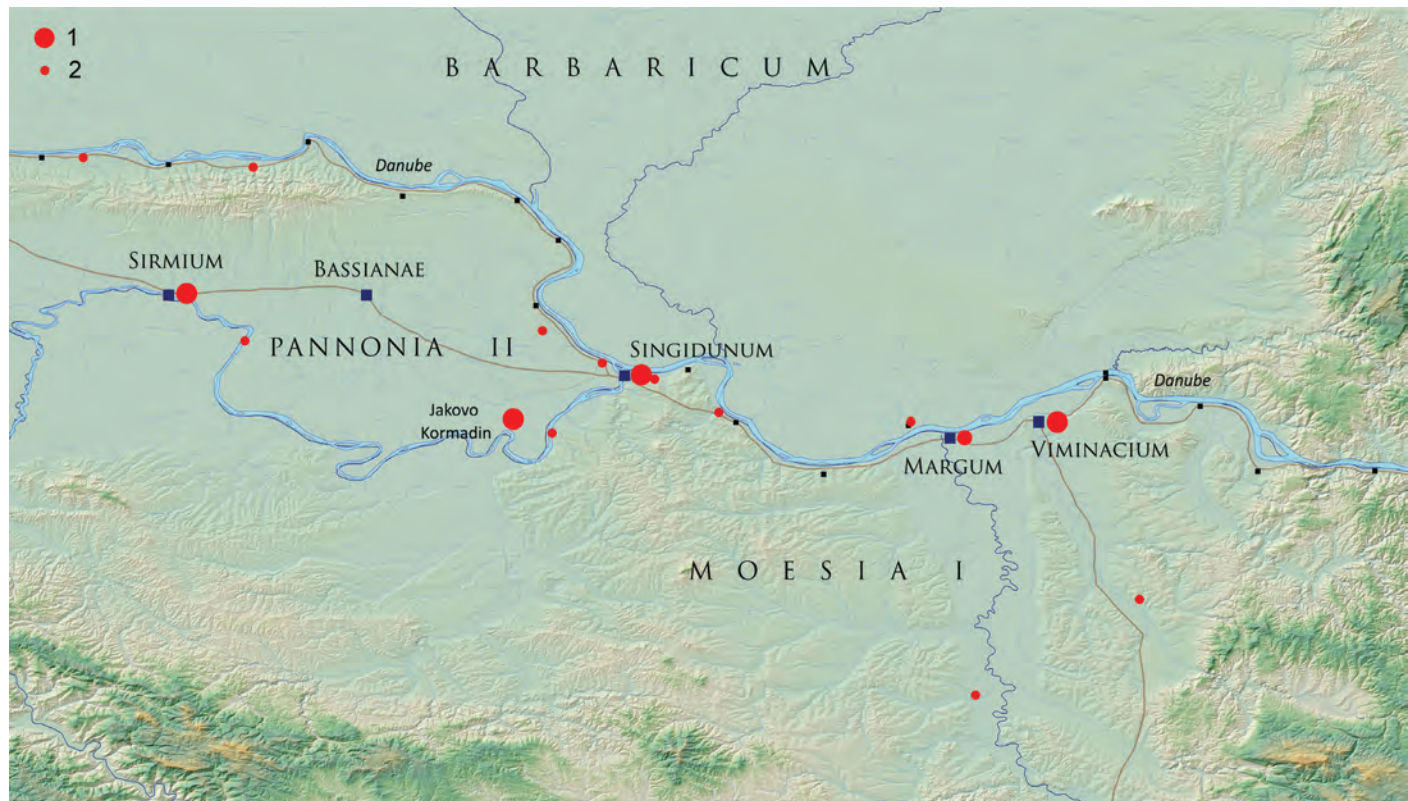 1
2
BARBARICUM
Danube
SIRMIUM
BASSIANAE
PANNONIA II
SINGIDUNUM
Jakovo
Kormadin
Danube
MARGUM
VIMINACIUM
MOESIA I